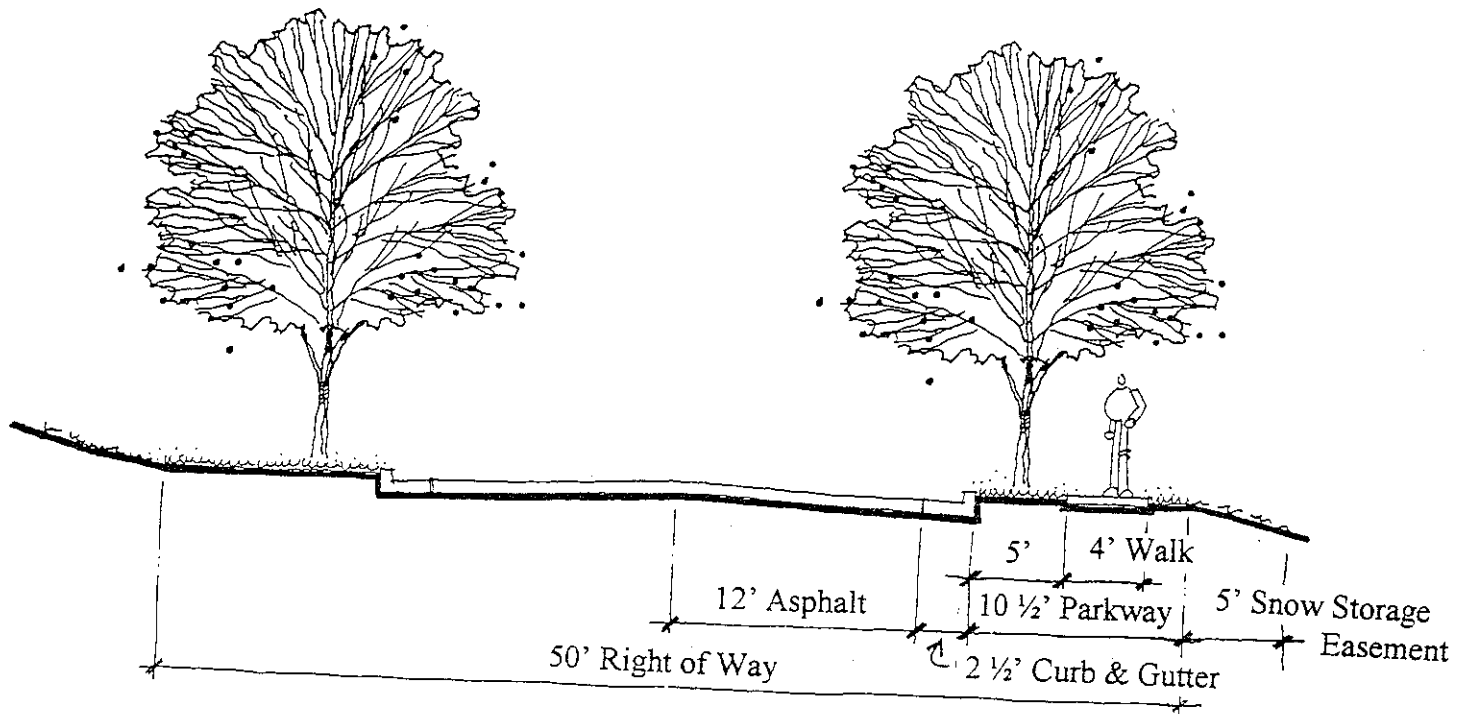 5’
4’ Walk
12’ Asphalt
10 ½’ Parkway
5’ Snow Storage
Easement
50’ Right of Way
2 ½’ Curb & Gutter